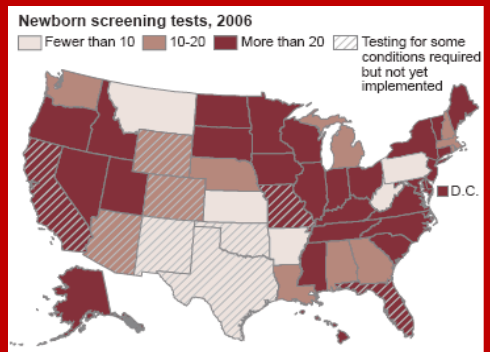 Newborn screening tests, 2006
Fewer than 10 10-20 More than 20 Testing for some
conditions required
but not yet
implemented
D.C.